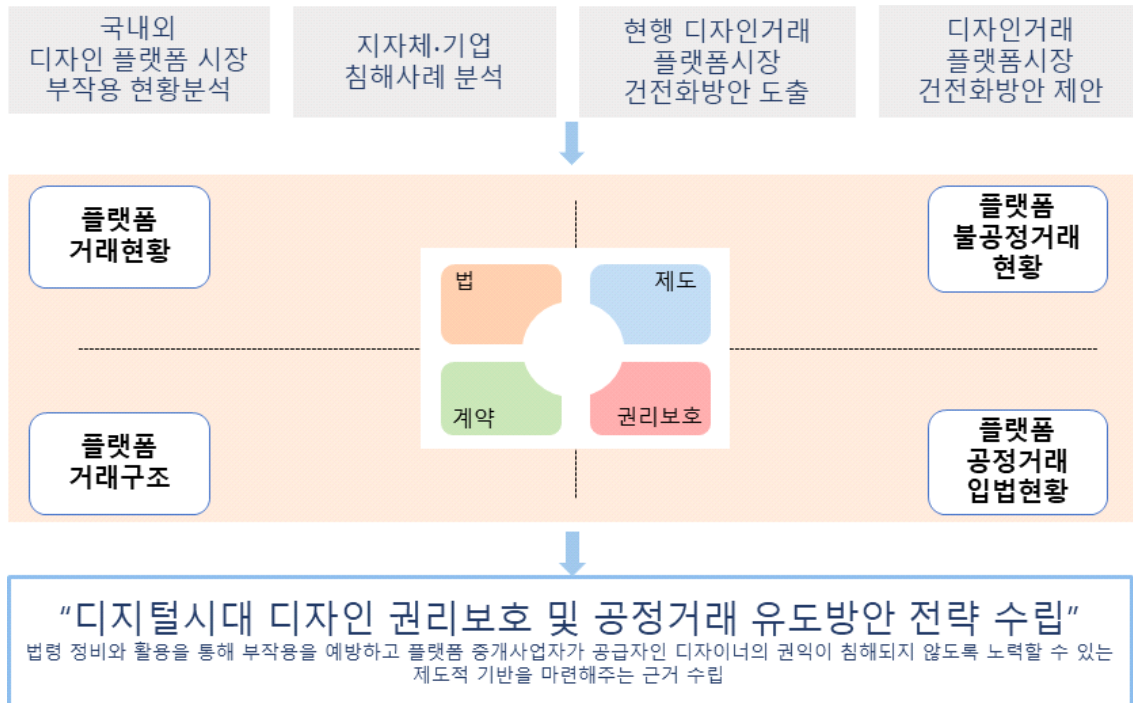 국내외
디자인 플랫폼 시장
부작용 현황분석
지자체·기업
침해사례 분석
현행 디자인거래
플랫폼시장
건전화방안 도출
디자인거래
플랫폼시장
건전화방안 제안
플랫폼
거래현황
플랫폼
불공정거래
현황
법
제도
계약
권리보호
플랫폼
거래구조
플랫폼
공정거래
입법현황
“디지털시대 디자인 권리보호 및 공정거래 유도방안 전략 수립”
법령 정비와 활용을 통해 부작용을 예방하고 플랫폼 중개사업자가 공급자인 디자이너의 권익이 침해되지 않도록 노력할 수 있는
제도적 기반을 마련해주는 근거 수립